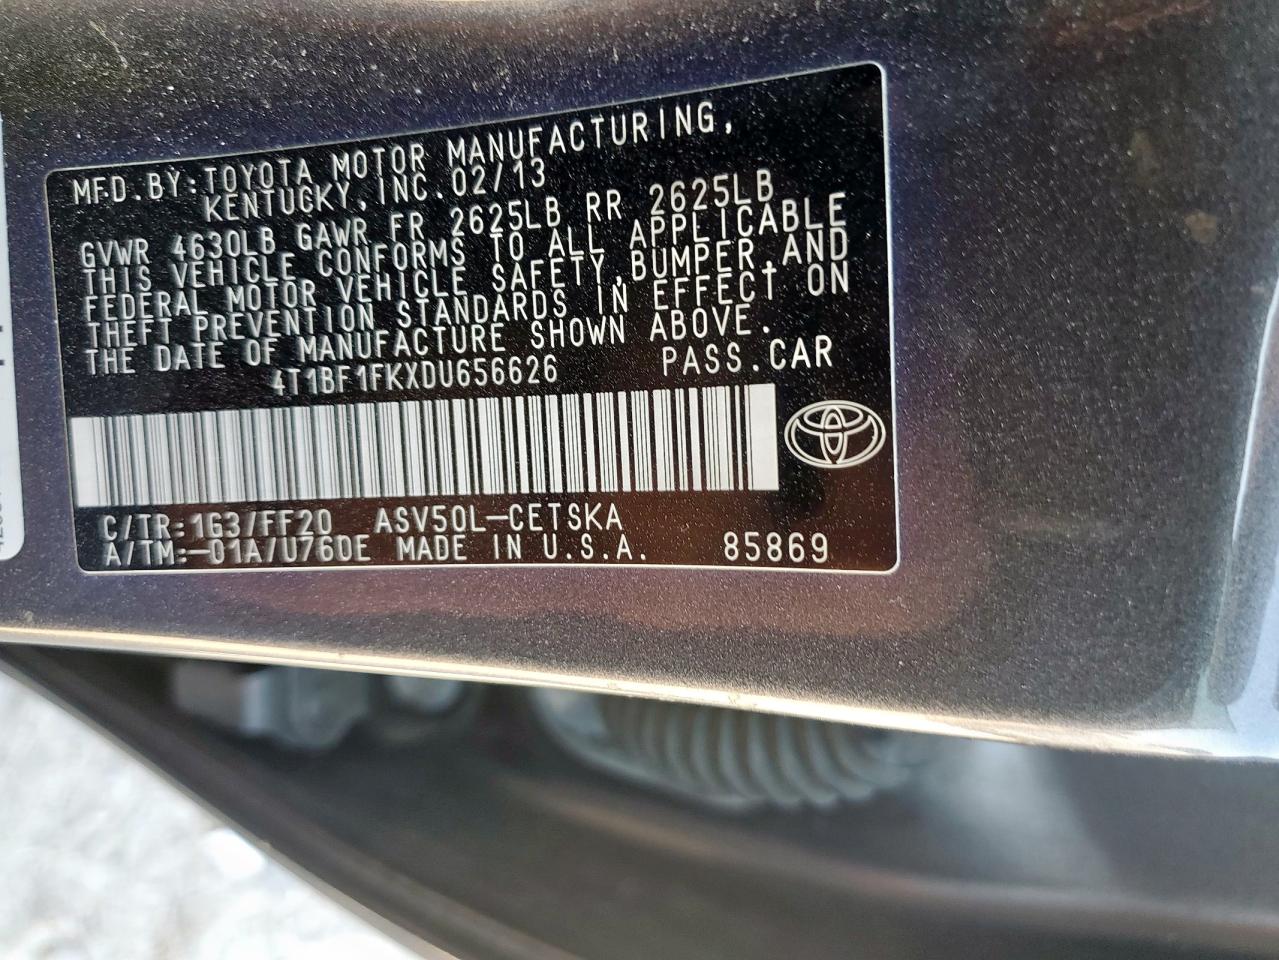 MFD.BY:TOYOTA MOTOR MANUFACTURING,
KENTUCKY,INC.02/13
GVWR 4630LB GAWR FR 2625LB RR 2625LB
THIS VEHICLE CONFORMS TO ALL APPLICABLE
FEDERAL MOTOR VEHICLE SAFETY,BUMPER,AND
THEFT PREVENTION STANDARDS IN EFFECT ON
THE DATE OF MANUFACTURE SHOWN ABOVE.
4T1BF1FKXDU656626 PASS.CAR
C/TR:1G3/FF20 ASV50L-CETSKA
A/TM:-01A/U760E MADE IN U.S.A. 85869